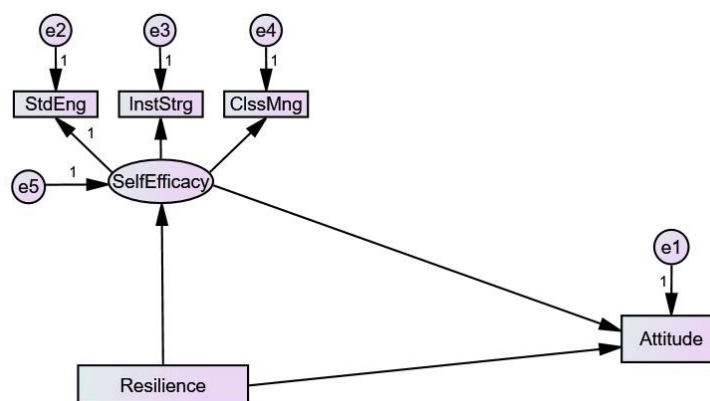 e2 e3 e4
1 1 1
StdEng InstStrg ClssMng
1
1
SelfEfficacy
e5
e1
1
Attitude
Resilience